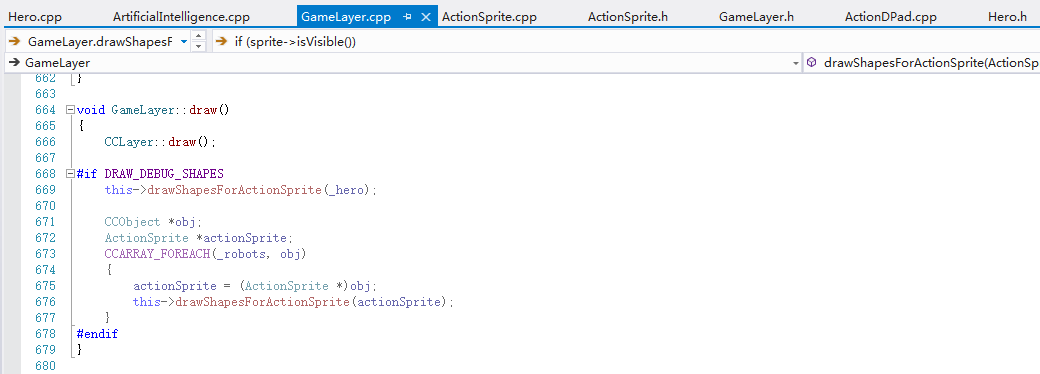 Hero.cpp ArtificialIntelligence.cpp GameLayer.cpp ActionSprite.cpp ActionSprite.h GameLayer.h ActionDPad.cpp Hero.h
GameLayer.drawShapesF if (sprite->isVisible())
GameLayer drawShapesForActionSprite(ActionSp
662 }
663
664 void GameLayer::draw()
665 {
666 CCLayer::draw();
667
668 #if DRAW_DEBUG_SHAPES
669 this->drawShapesForActionSprite(_hero);
670
671 CCObject *obj;
672 ActionSprite *actionSprite;
673 CCARRAY_FOREACH(_robots, obj)
674 {
675 actionSprite = (ActionSprite *)obj;
676 this->drawShapesForActionSprite(actionSprite);
677 }
678 #endif
679 }
680